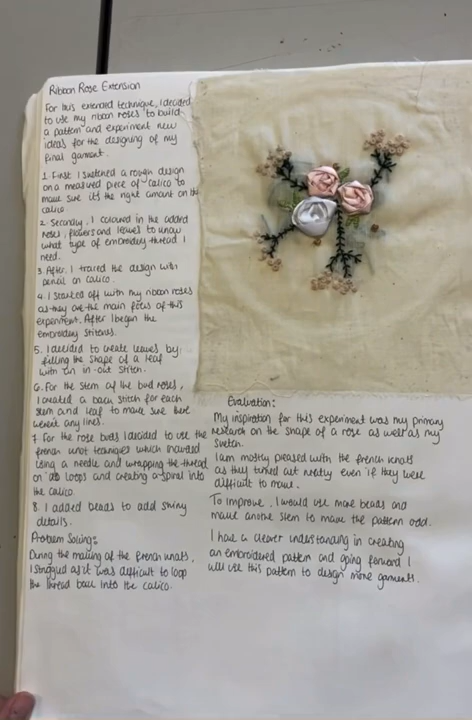 Ribbon Rose Extension
For this extended technique, I decided
to use my ribbon roses to build
a pattern and experiment new
ideas for the designing of my
final garment.
1. First I sketched a rough design
on a measured piece of calico to
make sure it's the right amount on the
calico
2. Secondly, I coloured in the added
roses, flowers and leaves to know
what type of embroidery thread I
need.
3. After, I traced the design with
pencil on calico.
4. I started off with my ribbon roses
as they are the main focus of this
experiment. After I began the
embroidery stitches.
5. I decided to create leaves by
filling the shape of a leaf
with an in-out stitch.
6. For the stem of the bud roses,
I created a back stitch for each
stem and leaf to make sure there
werent any lines.
7. For the rose buds I decided to use the
french knot technique which involved
using a needle and wrapping the thread
on loops and creating a spiral into
the calico.
8. I added beads to add shiny
details.
Problem Solving:
During the making of the french knots,
I struggled as it was difficult to loop
the thread back into the calico.
Evaluation:
My inspiration for this experiment was my primary
research on the shape of a rose as well as my
sketch.
I am mostly pleased with the french knots
as they turned out neatly even if they were
difficult to make.
To improve, I would use more beads and
make another stem to make the pattern odd.
I have a clearer understanding in creating
an embroidered pattern and going forward I
will use this pattern to design more garments.